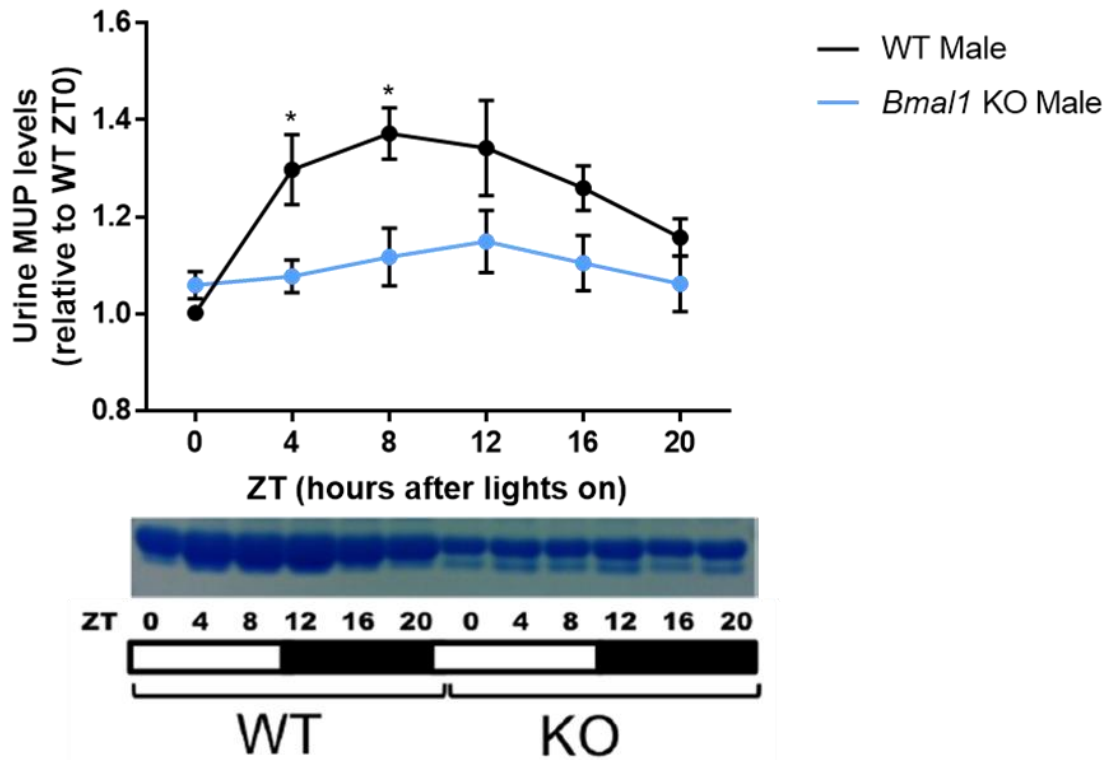 1.6
1.4
1.2
1.0
0.8
Urine MUP levels
(relative to WT ZT0)
*
*
WT Male
Bmal1 KO Male
0 4 8 12 16 20
ZT (hours after lights on)
ZT 0 4 8 12 16 20 0 4 8 12 16 20
WT KO